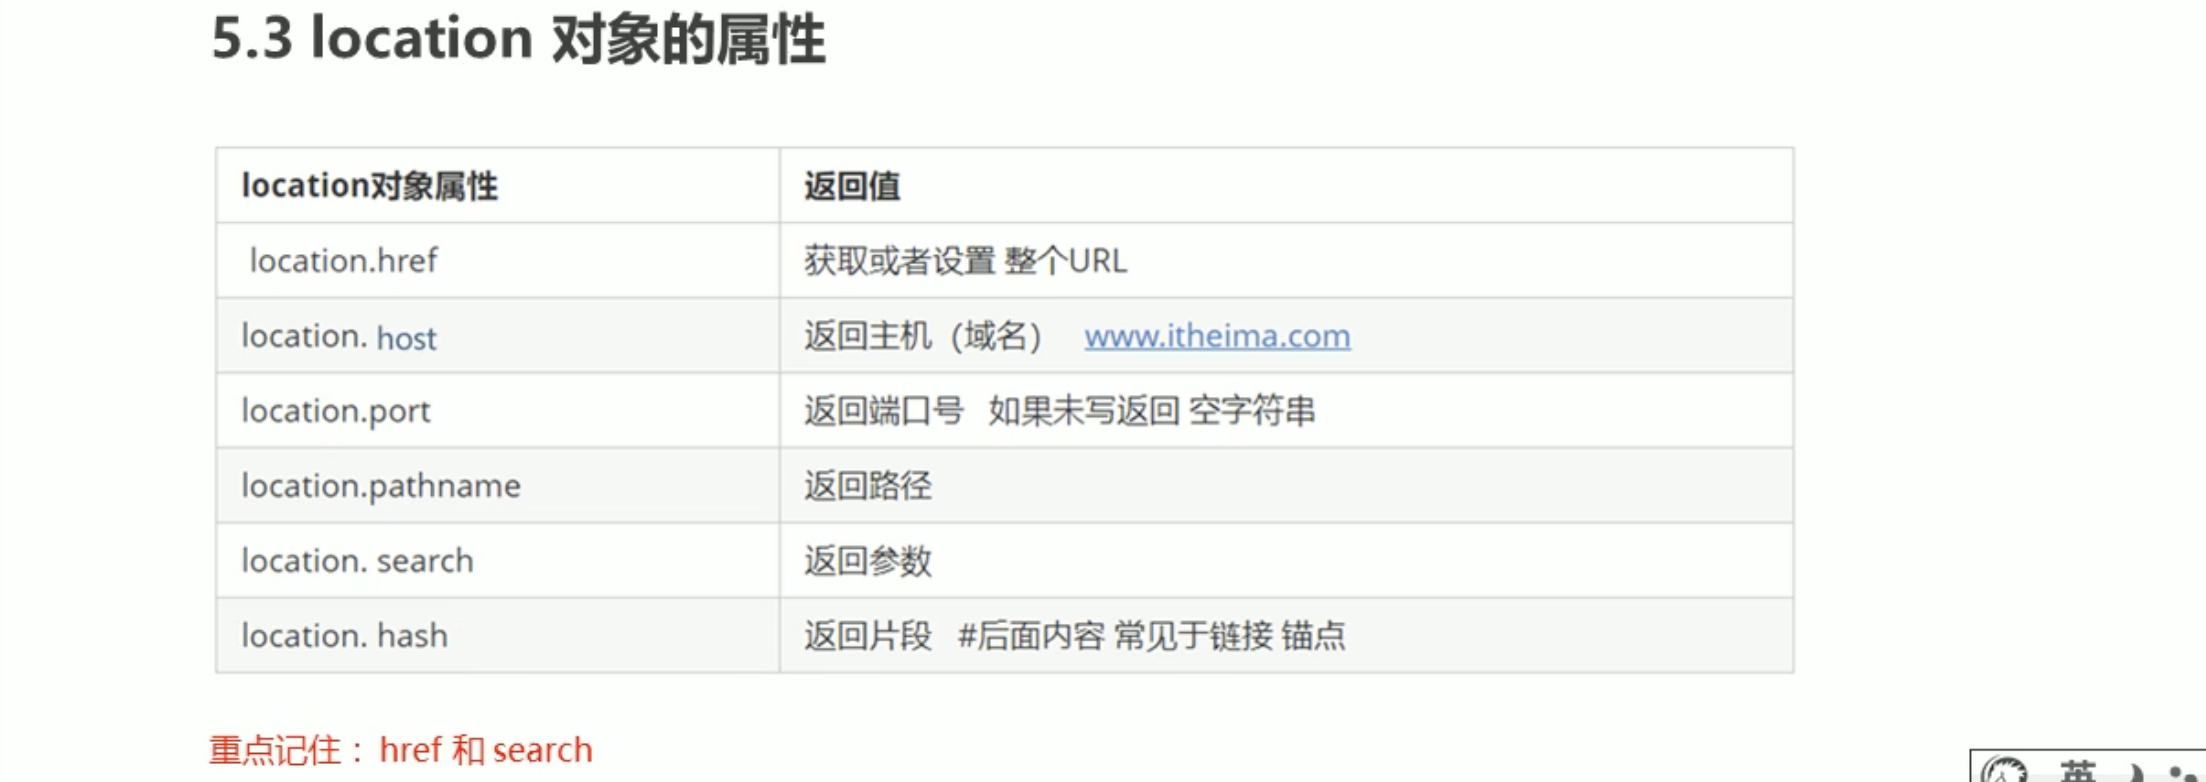 5.3 location 对象的属性
location对象属性 返回值
location.href 获取或者设置 整个URL
location. host 返回主机（域名） www.itheima.com
location.port 返回端口号 如果未写返回 空字符串
location.pathname 返回路径
location. search 返回参数
location. hash 返回片段 #后面内容 常见于链接 锚点
重点记住： href 和 search
英